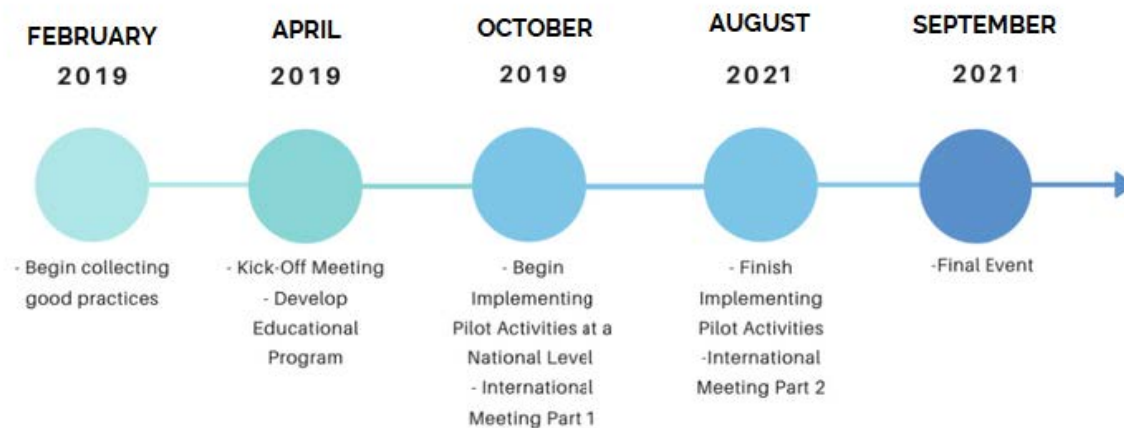 FEBRUARY
2019
- Begin collecting
good practices
APRIL
2019
- Kick-Off Meeting
- Develop
Educational
Program
OCTOBER
2019
- Begin
Implementing
Pilot Activities at a
National Level
- International
Meeting Part 1
AUGUST
2021
- Finish
Implementing
Pilot Activities
-International
Meeting Part 2
SEPTEMBER
2021
-Final Event